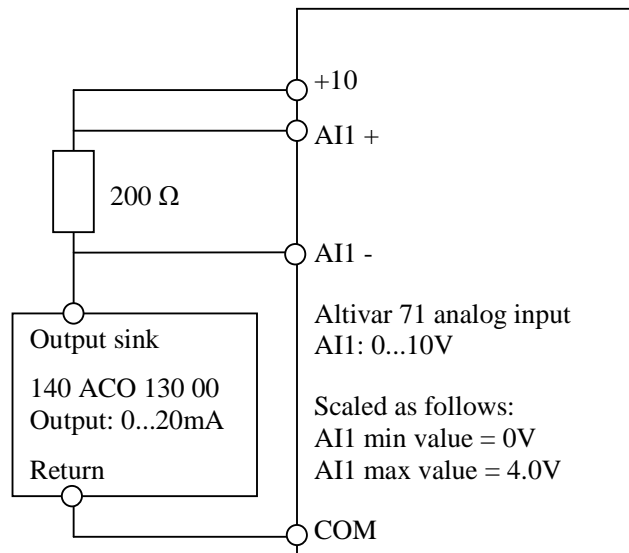 +10
AI1 +
200 Ω
AI1 -
Output sink
140 ACO 130 00
Output: 0...20mA
Return
Altivar 71 analog input
AI1: 0...10V
Scaled as follows:
AI1 min value = 0V
AI1 max value = 4.0V
COM